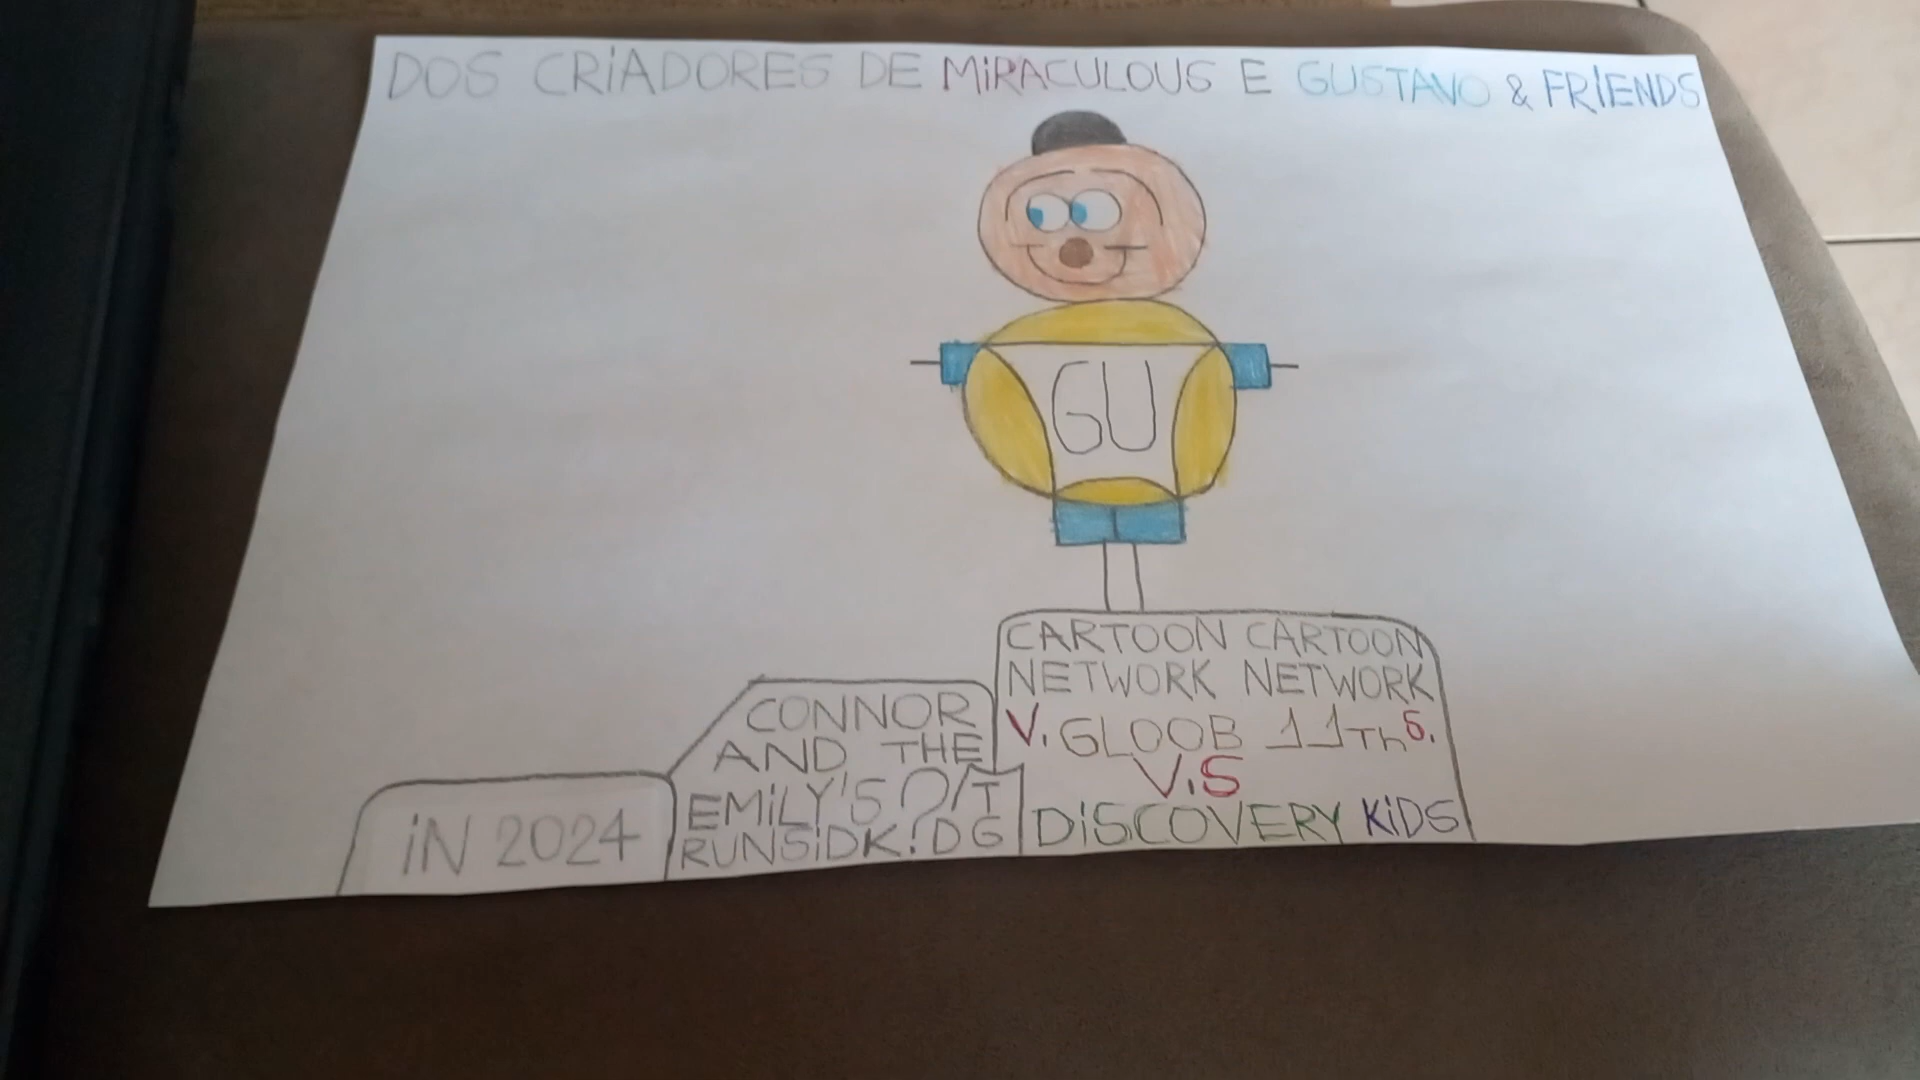 DOS CRiADORES DE MiRACULOUS E GUSTAVO & FRiENDS
GU
CARTOON CARTOON
NETWORK NETWORK
V. GLOOB 11Th S.
V.S
DiSCOVERY KiDS
CONNOR
AND THE
EMiLY'S?/T
RUNSiDK!DG
iN 2024